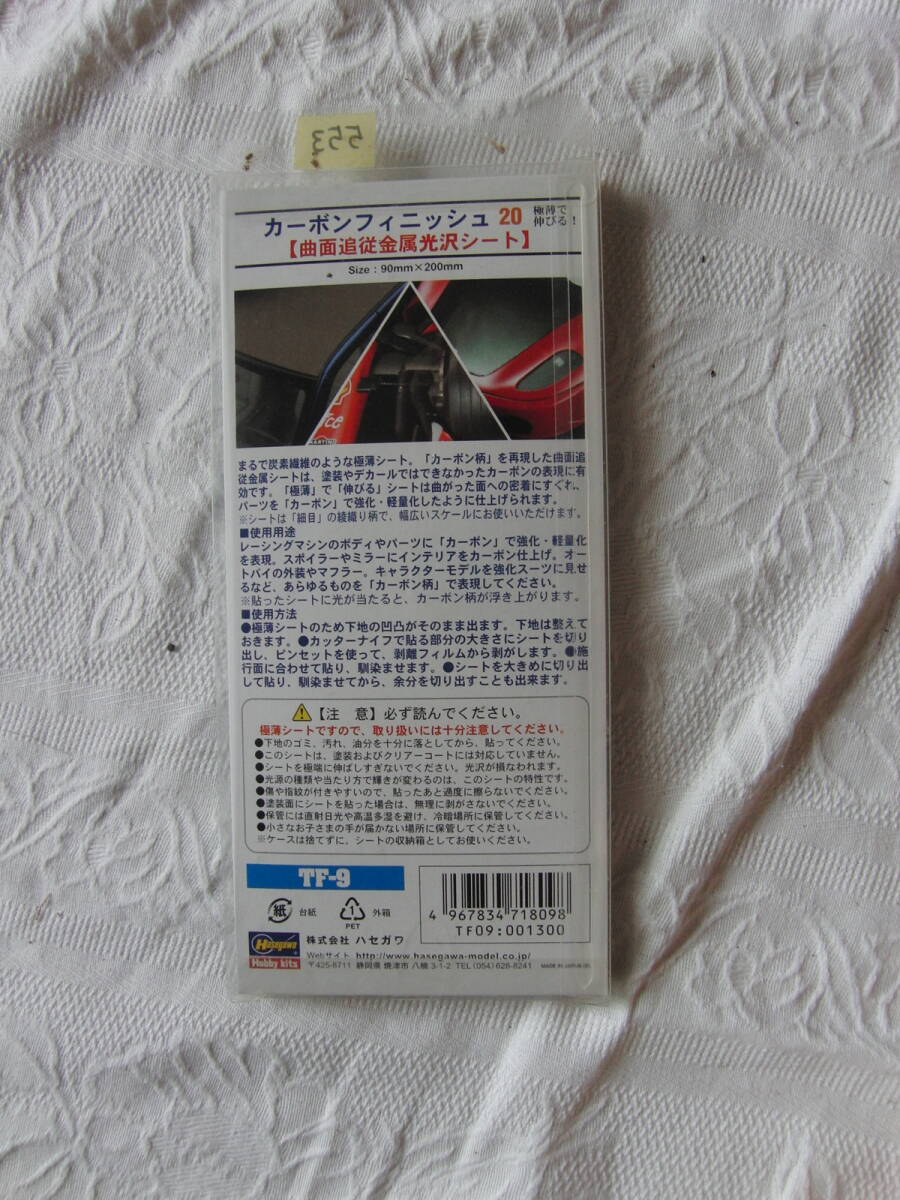 553
カーボンフィニッシュ 20 極薄で伸びる！
【曲面追従金属光沢シート】
Size : 90mm×200mm
まるで炭素繊維のような極薄シート。「カーボン柄」を再現した曲面追
従金属シートは、塗装やデカールではできなかったカーボンの表現に有
効です。「極薄」で「伸びる」シートは曲がった面への密着にすぐれ、
パーツを「カーボン」で強化・軽量化したように仕上げられます。
※シートは「細目」の綾織り柄で、幅広いスケールにお使いいただけます。
■使用用途
レーシングマシンのボディやパーツに「カーボン」で強化・軽量化
を表現。スポイラーやミラーにインテリアをカーボン仕上げ。オー
トバイの外装やマフラー。キャラクターモデルを強化スーツに見せ
るなど、あらゆるものを「カーボン柄」で表現してください。
※貼ったシートに光が当たると、カーボン柄が浮き上がります。
■使用方法
●極薄シートのため下地の凹凸がそのまま出ます。下地は整えて
おきます。●カッターナイフで貼る部分の大きさにシートを切り
出し、ピンセットを使って、剥離フィルムから剥がします。●施
行面に合わせて貼り、馴染ませます。●シートを大きめに切り出
して貼り、馴染ませてから、余分を切り出すことも出来ます。
【注　意】必ず読んでください。
極薄シートですので、取り扱いには十分注意してください。
●下地のゴミ、汚れ、油分を十分に落としてから、貼ってください。
●このシートは、塗装およびクリアーコートには対応していません。
●シートを極端に伸ばしすぎないでください。光沢が損なわれます。
●光源の種類や当たり方で輝きが変わるのは、このシートの特性です。
●傷や指紋が付きやすいので、貼ったあと過度に擦らないでください。
●塗装面にシートを貼った場合は、無理に剥がさないでください。
●保管には直射日光や高温多湿を避け、冷暗場所に保管してください。
●小さなお子さまの手が届かない場所に保管してください。
※ケースは捨てずに、シートの収納箱としてお使いください。
TF-9
紙 台紙 1 PET 外箱
4 967834 718098
TF09:001300
Hasegawa Hobby kits
株式会社 ハセガワ
Webサイト http://www.hasegawa-model.co.jp/
〒425-8711 静岡県 焼津市 八楠 3-1-2 TEL (054) 628-8241